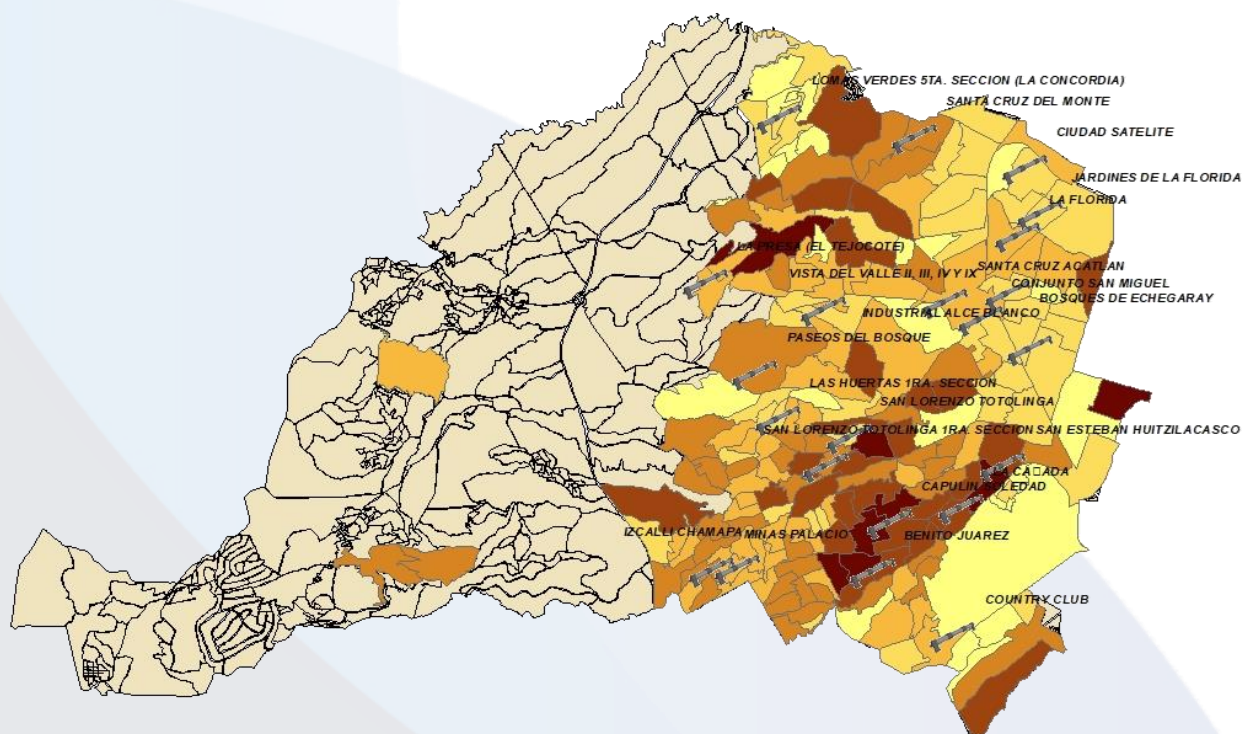 LOMAS VERDES 5TA. SECCION (LA CONCORDIA)
SANTA CRUZ DEL MONTE
CIUDAD SATELITE
JARDINES DE LA FLORIDA
LA FLORIDA
LA PRESA (EL TEJOCOTE)
VISTA DEL VALLE II, III, IV Y IX
SANTA CRUZ ACATLAN
CONJUNTO SAN MIGUEL
BOSQUES DE ECHEGARAY
INDUSTRIAL ALCE BLANCO
PASEOS DEL BOSQUE
LAS HUERTAS 1RA. SECCION
SAN LORENZO TOTOLINGA
SAN LORENZO TOTOLINGA 1RA. SECCION
SAN ESTEBAN HUITZILACASCO
LA CA□ADA
CAPULIN SOLEDAD
IZCALLI CHAMAPA
MINAS PALACIO
BENITO JUAREZ
COUNTRY CLUB